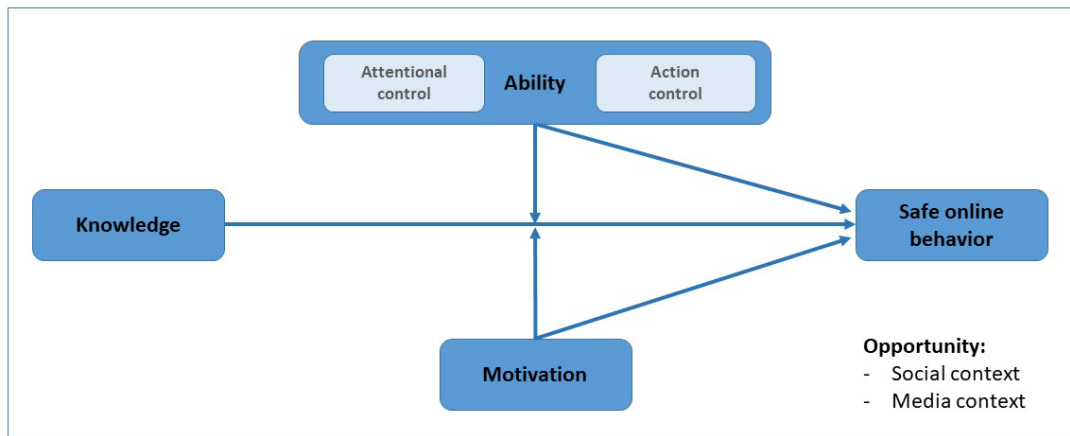 Attentional
control
Ability
Action
control
Knowledge
Safe online
behavior
Motivation
Opportunity:
- Social context
- Media context